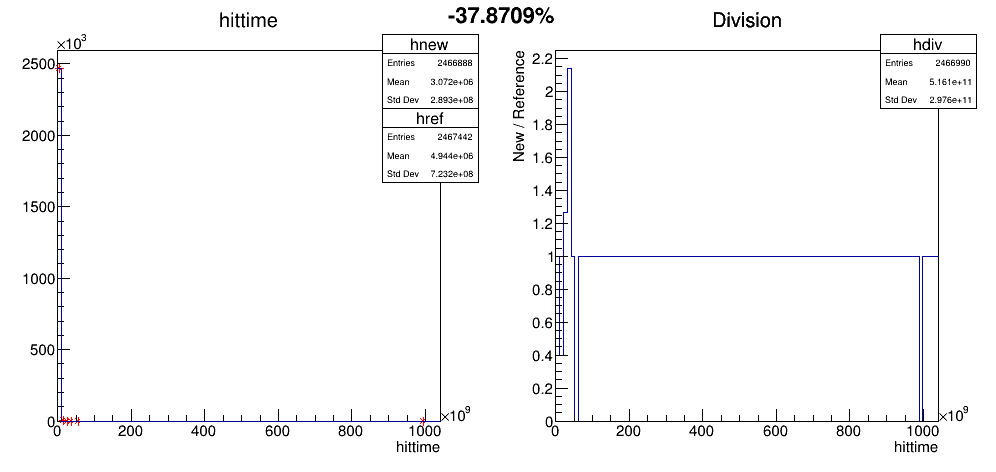 -37.8709%
hittime
×10³
2500
2000
1500
1000
500
0
0 200 400 600 800 1000
×10⁹
hittime
hnew
Entries 2466888
Mean 3.072e+06
Std Dev 2.893e+08
href
Entries 2467442
Mean 4.944e+06
Std Dev 7.232e+08
Division
New / Reference
2.2
2
1.8
1.6
1.4
1.2
1
0.8
0.6
0.4
0.2
0
0 200 400 600 800 1000
×10⁹
hittime
hdiv
Entries 2466990
Mean 5.161e+11
Std Dev 2.976e+11